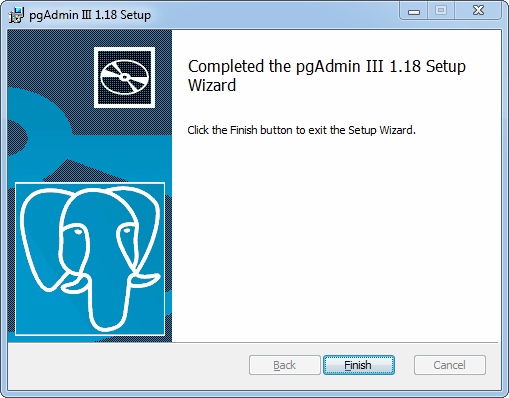 pgAdmin III 1.18 Setup
Completed the pgAdmin III 1.18 Setup
Wizard
Click the Finish button to exit the Setup Wizard.
Back Finish Cancel